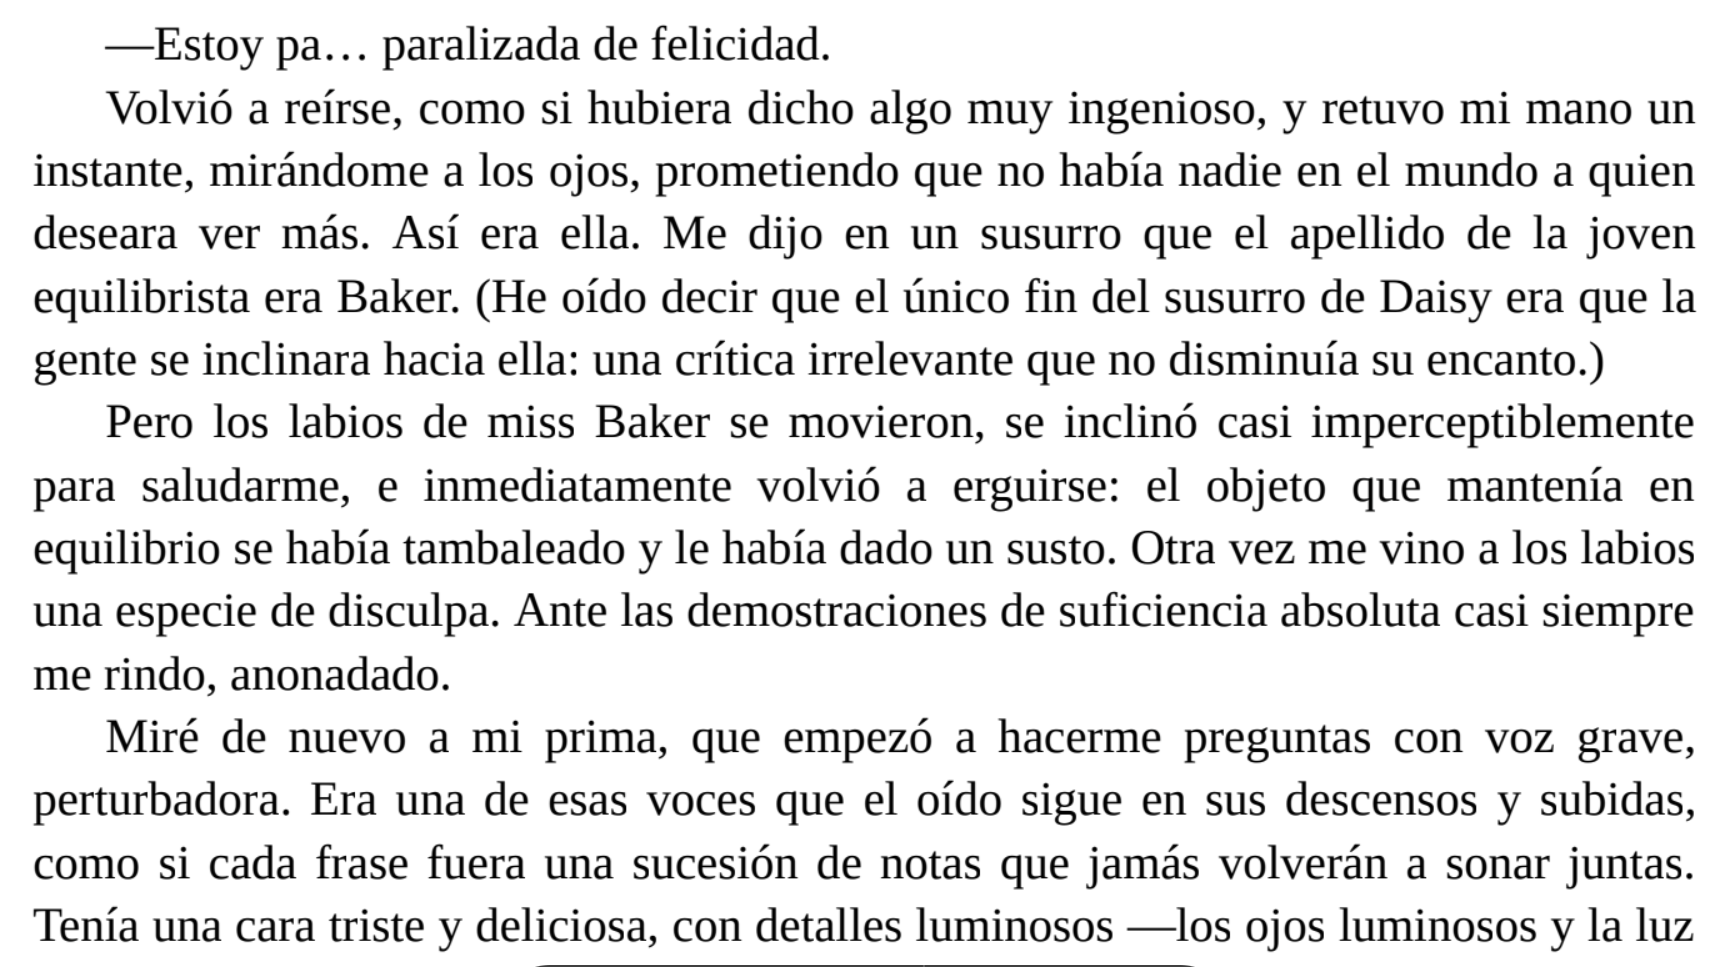 —Estoy pa… paralizada de felicidad.
Volvió a reírse, como si hubiera dicho algo muy ingenioso, y retuvo mi mano un
instante, mirándome a los ojos, prometiendo que no había nadie en el mundo a quien
deseara ver más. Así era ella. Me dijo en un susurro que el apellido de la joven
equilibrista era Baker. (He oído decir que el único fin del susurro de Daisy era que la
gente se inclinara hacia ella: una crítica irrelevante que no disminuía su encanto.)
Pero los labios de miss Baker se movieron, se inclinó casi imperceptiblemente
para saludarme, e inmediatamente volvió a erguirse: el objeto que mantenía en
equilibrio se había tambaleado y le había dado un susto. Otra vez me vino a los labios
una especie de disculpa. Ante las demostraciones de suficiencia absoluta casi siempre
me rindo, anonadado.
Miré de nuevo a mi prima, que empezó a hacerme preguntas con voz grave,
perturbadora. Era una de esas voces que el oído sigue en sus descensos y subidas,
como si cada frase fuera una sucesión de notas que jamás volverán a sonar juntas.
Tenía una cara triste y deliciosa, con detalles luminosos —los ojos luminosos y la luz